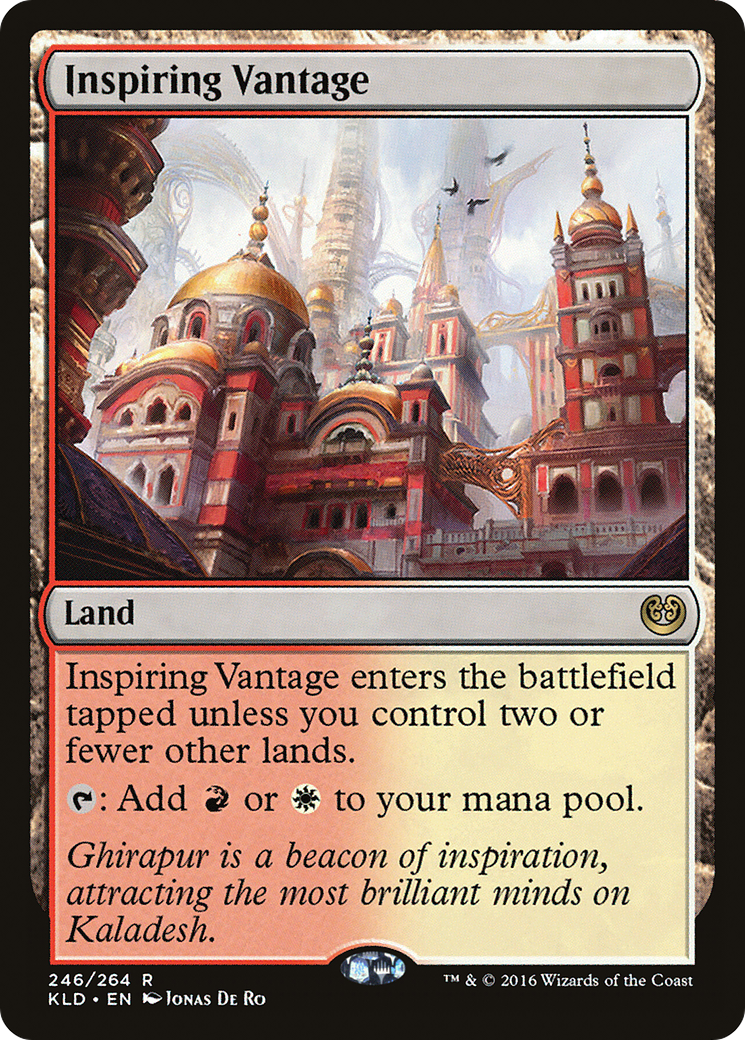 Inspiring Vantage
Land
Inspiring Vantage enters the battlefield
tapped unless you control two or
fewer other lands.
: Add or to your mana pool.
Ghirapur is a beacon of inspiration,
attracting the most brilliant minds on
Kaladesh.
246/264 R
KLD • EN Jonas De Ro
™ & © 2016 Wizards of the Coast